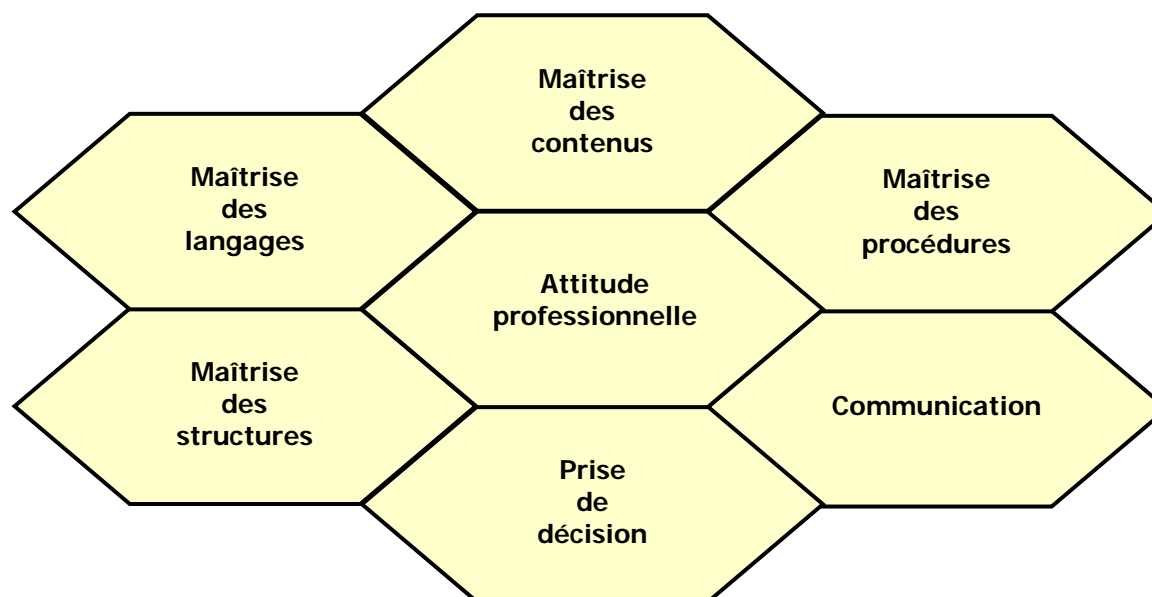 Maîtrise
des
contenus
Maîtrise
des
langages
Maîtrise
des
procédures
Attitude
professionnelle
Maîtrise
des
structures
Communication
Prise
de
décision